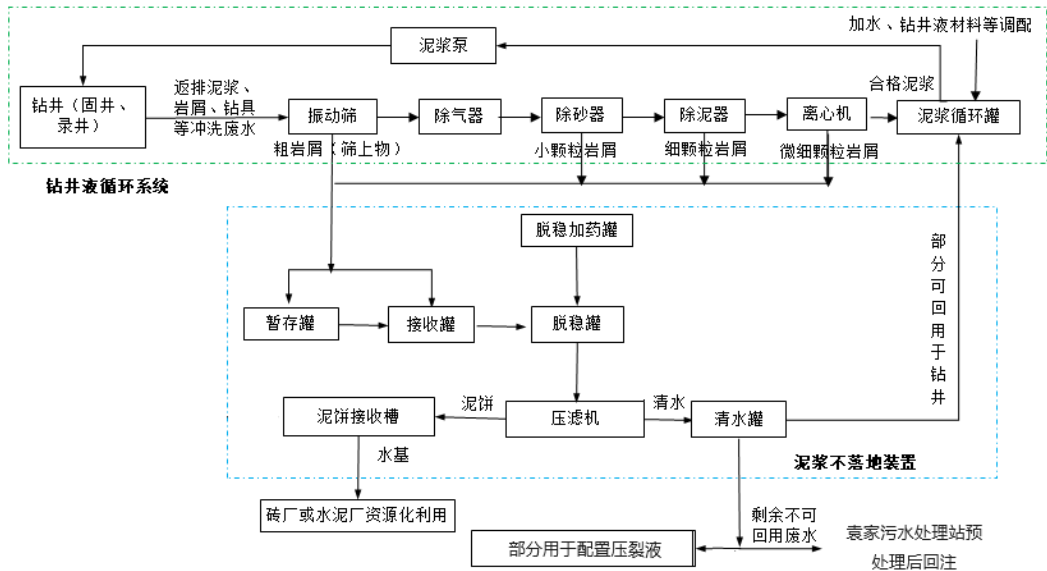 加水、钻井液材料等调配
泥浆泵
合格泥浆
返排泥浆、
岩屑、钻具
等冲洗废水
钻井（固井、
录井）
振动筛
除气器
除砂器
除泥器
离心机
泥浆循环罐
粗岩屑（筛上物）
小颗粒岩屑
细颗粒岩屑
微细颗粒岩屑
钻井液循环系统
脱稳加药罐
部分可回用于钻井
暂存罐
接收罐
脱稳罐
泥饼接收槽
泥饼
压滤机
清水
清水罐
水基
泥浆不落地装置
砖厂或水泥厂资源化利用
剩余不可
回用废水
部分用于配置压裂液
袁家污水处理站预
处理后回注